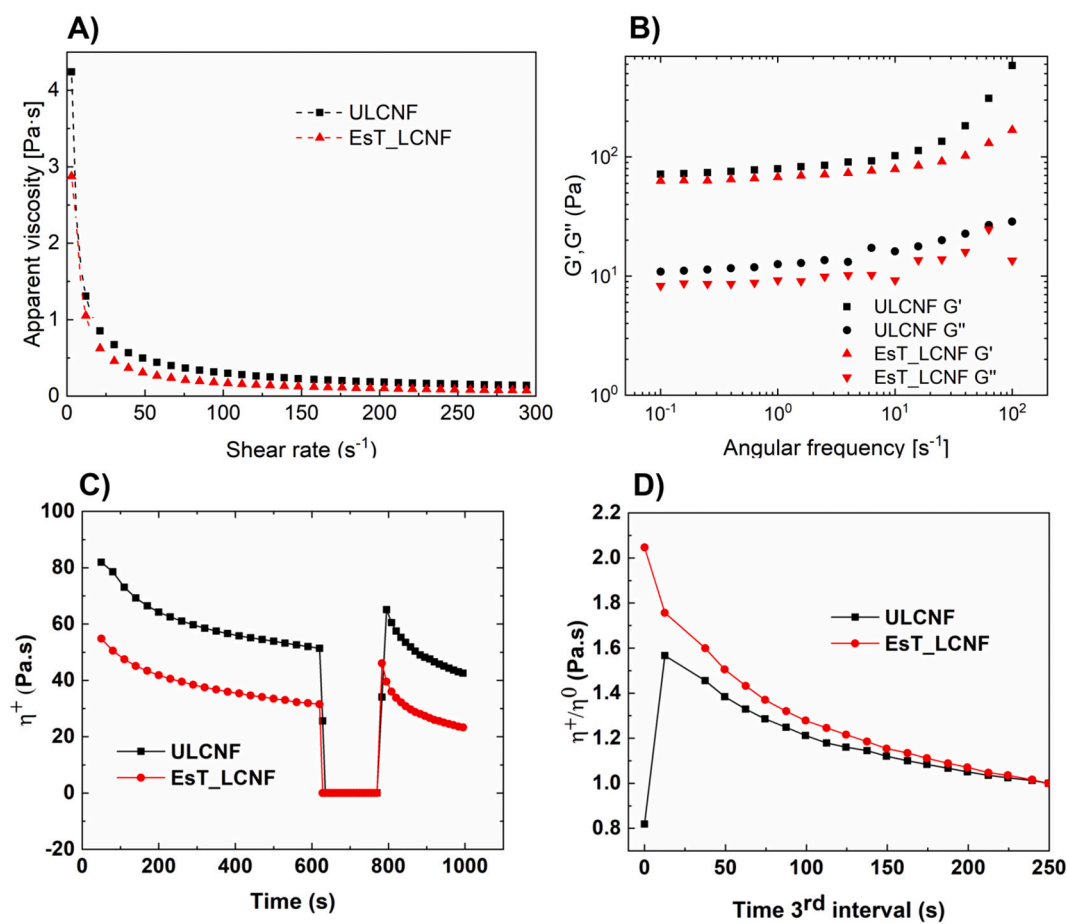 A)
Apparent viscosity [Pa·s]
4
3
2
1
0
0 50 100 150 200 250 300
Shear rate (s⁻¹)
ULCNF
EsT_LCNF
B)
G',G'' (Pa)
10²
10¹
10⁰
10⁻¹ 10⁰ 10¹ 10²
Angular frequency [s⁻¹]
ULCNF G'
ULCNF G''
EsT_LCNF G'
EsT_LCNF G''
C)
η⁺ (Pa.s)
100
80
60
40
20
0
-20
0 200 400 600 800 1000
Time (s)
ULCNF
EsT_LCNF
D)
η⁺/η⁰ (Pa.s)
2.2
2.0
1.8
1.6
1.4
1.2
1.0
0.8
0 50 100 150 200 250
Time 3rd interval (s)
ULCNF
EsT_LCNF